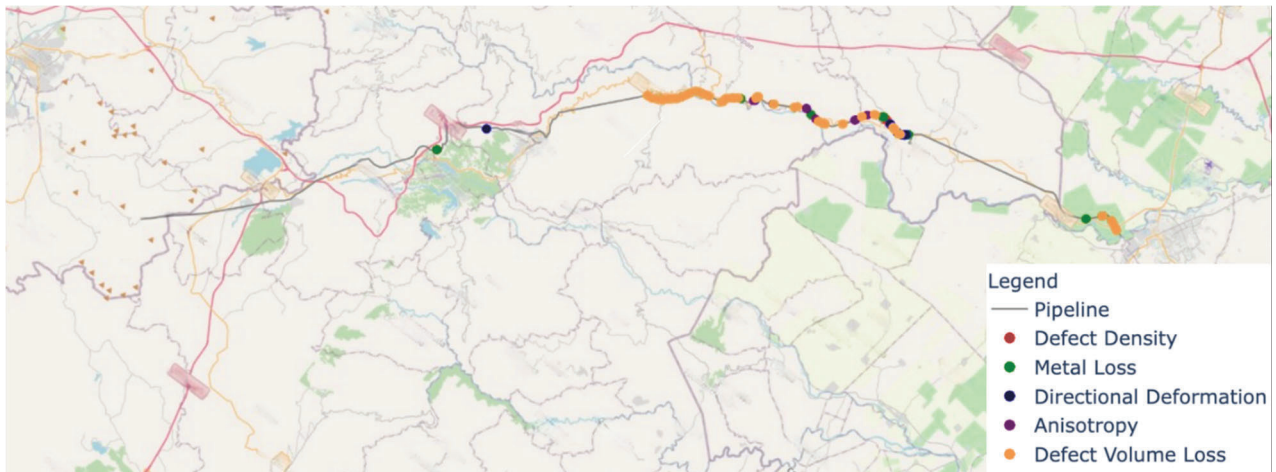 Legend
Pipeline
Defect Density
Metal Loss
Directional Deformation
Anisotropy
Defect Volume Loss